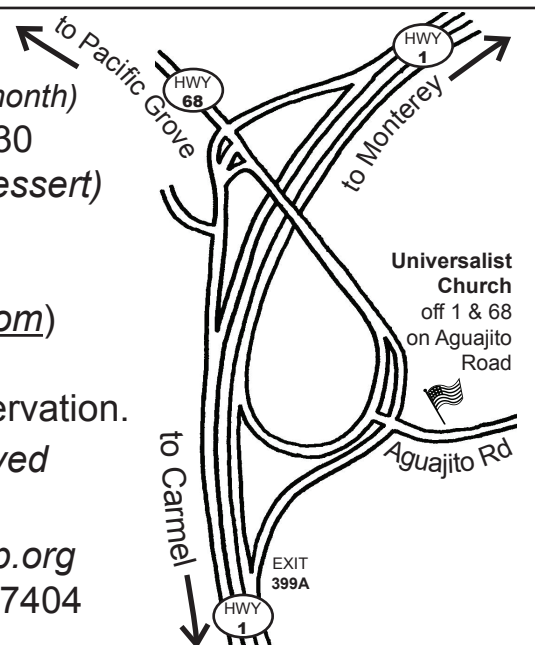 month)
30
essert)
om)
ervation.
ved
o.org
7404
to Pacific Grove
HWY
68
HWY
1
to Monterey
Universalist
Church
off 1 & 68
on Aguajito
Road
Aguajito Rd
to Carmel
EXIT
399A
HWY
1